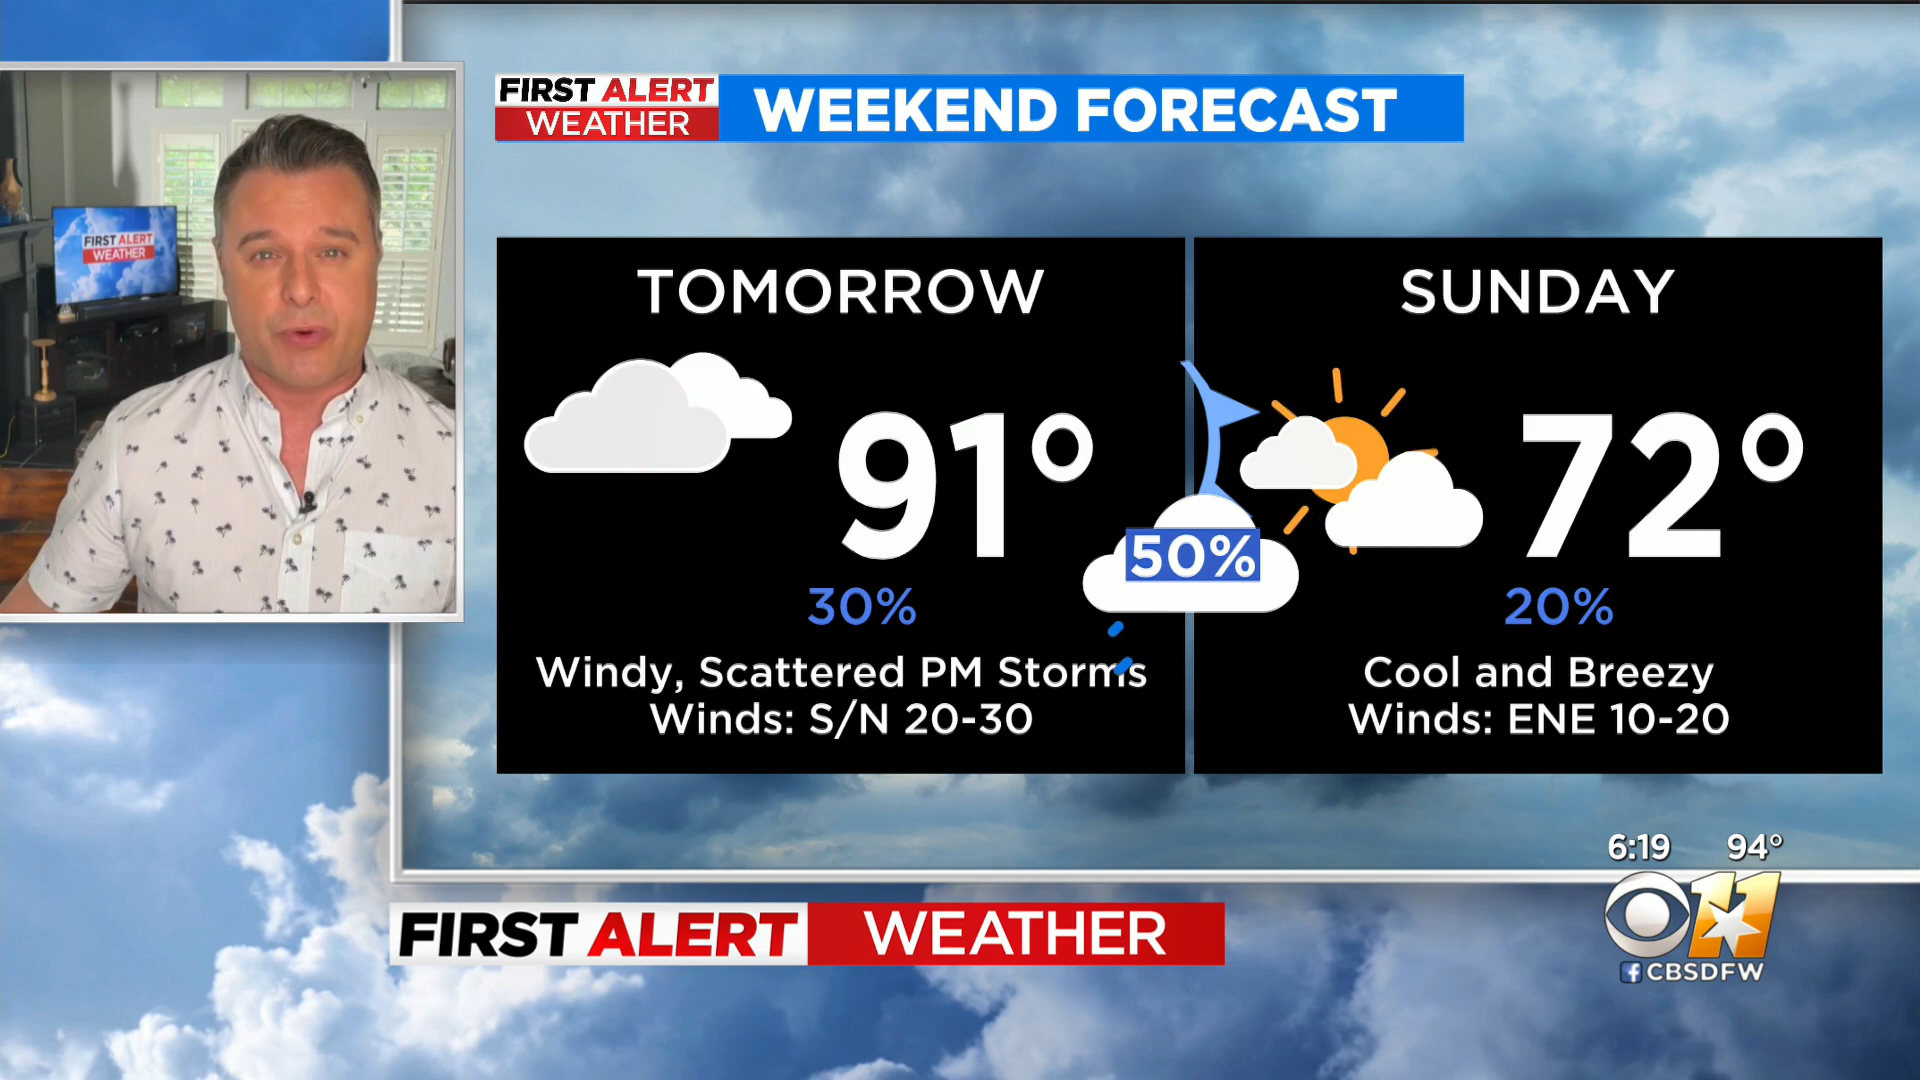 FIRST ALERT
WEATHER
WEEKEND FORECAST
FIRST ALERT
WEATHER
TOMORROW
91°
30%
Windy, Scattered PM Storms
Winds: S/N 20-30
50%
SUNDAY
72°
20%
Cool and Breezy
Winds: ENE 10-20
6:19 94°
11
CBSDFW
FIRST ALERT WEATHER